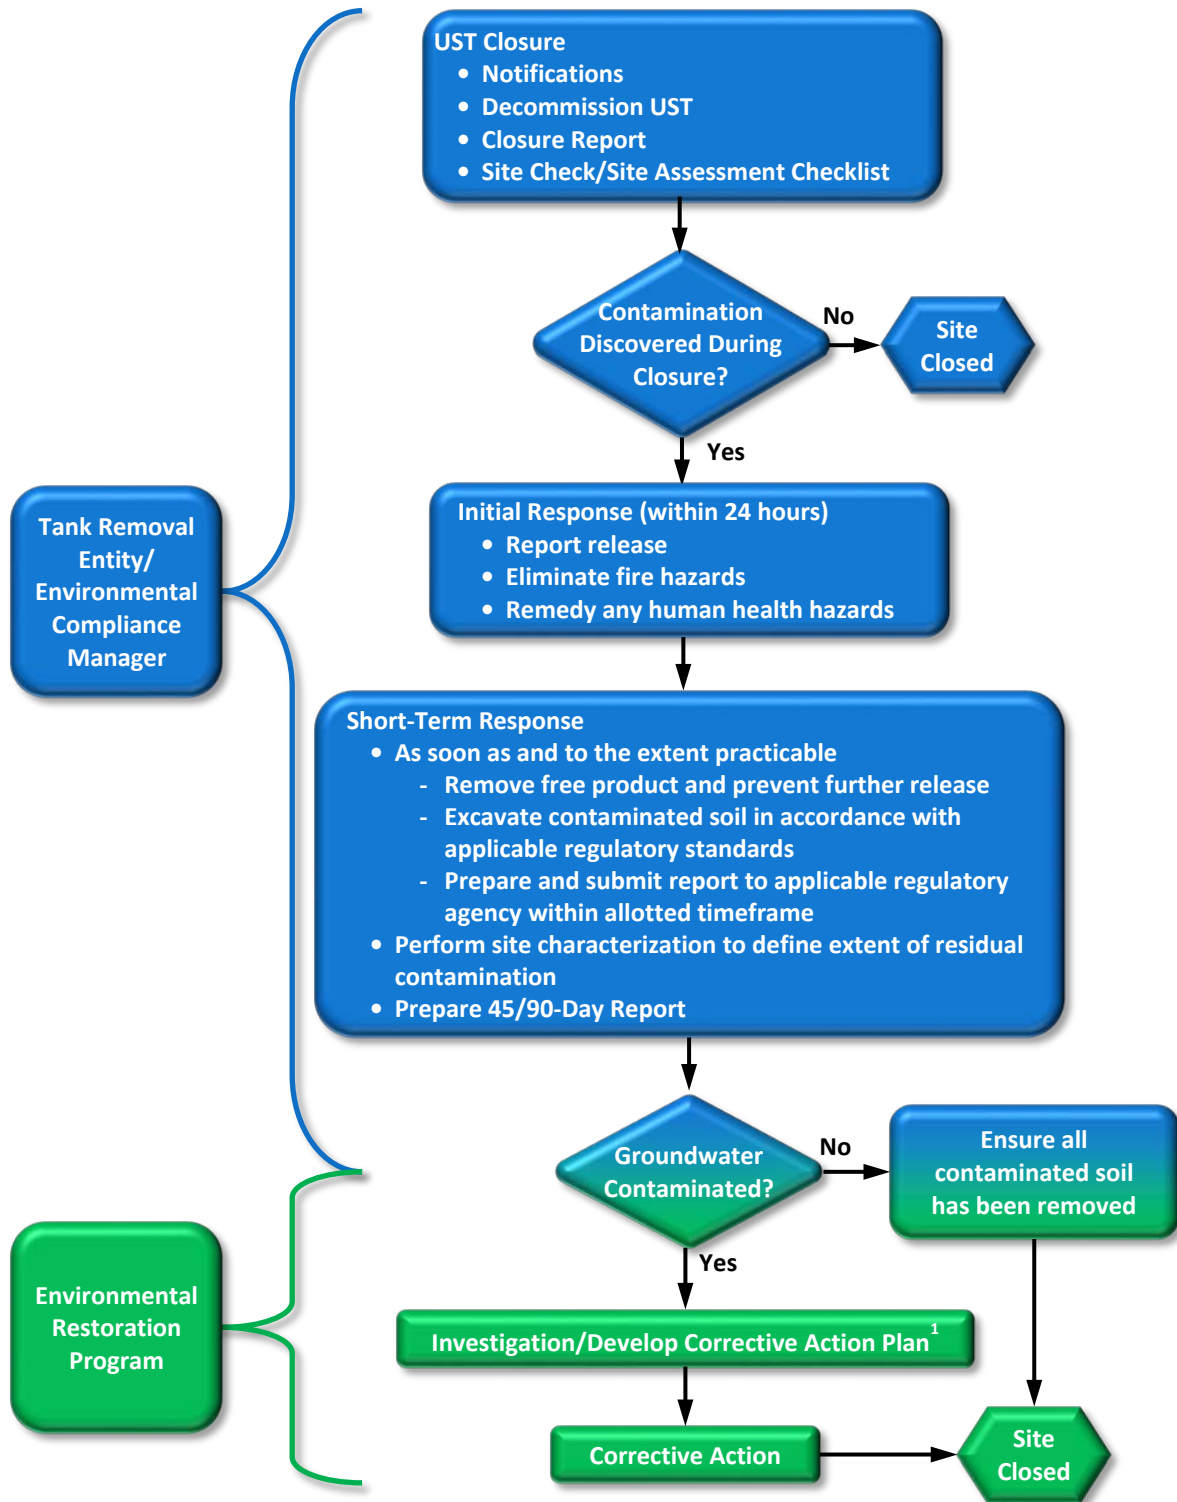 UST Closure
• Notifications
• Decommission UST
• Closure Report
• Site Check/Site Assessment Checklist
Contamination
Discovered During
Closure?
No
Site
Closed
Yes
Initial Response (within 24 hours)
• Report release
• Eliminate fire hazards
• Remedy any human health hazards
Tank Removal
Entity/
Environmental
Compliance
Manager
Short-Term Response
• As soon as and to the extent practicable
- Remove free product and prevent further release
- Excavate contaminated soil in accordance with
applicable regulatory standards
- Prepare and submit report to applicable regulatory
agency within allotted timeframe
• Perform site characterization to define extent of residual
contamination
• Prepare 45/90-Day Report
Groundwater
Contaminated?
No
Ensure all
contaminated soil
has been removed
Yes
Environmental
Restoration
Program
Investigation/Develop Corrective Action Plan1
Corrective Action
Site
Closed